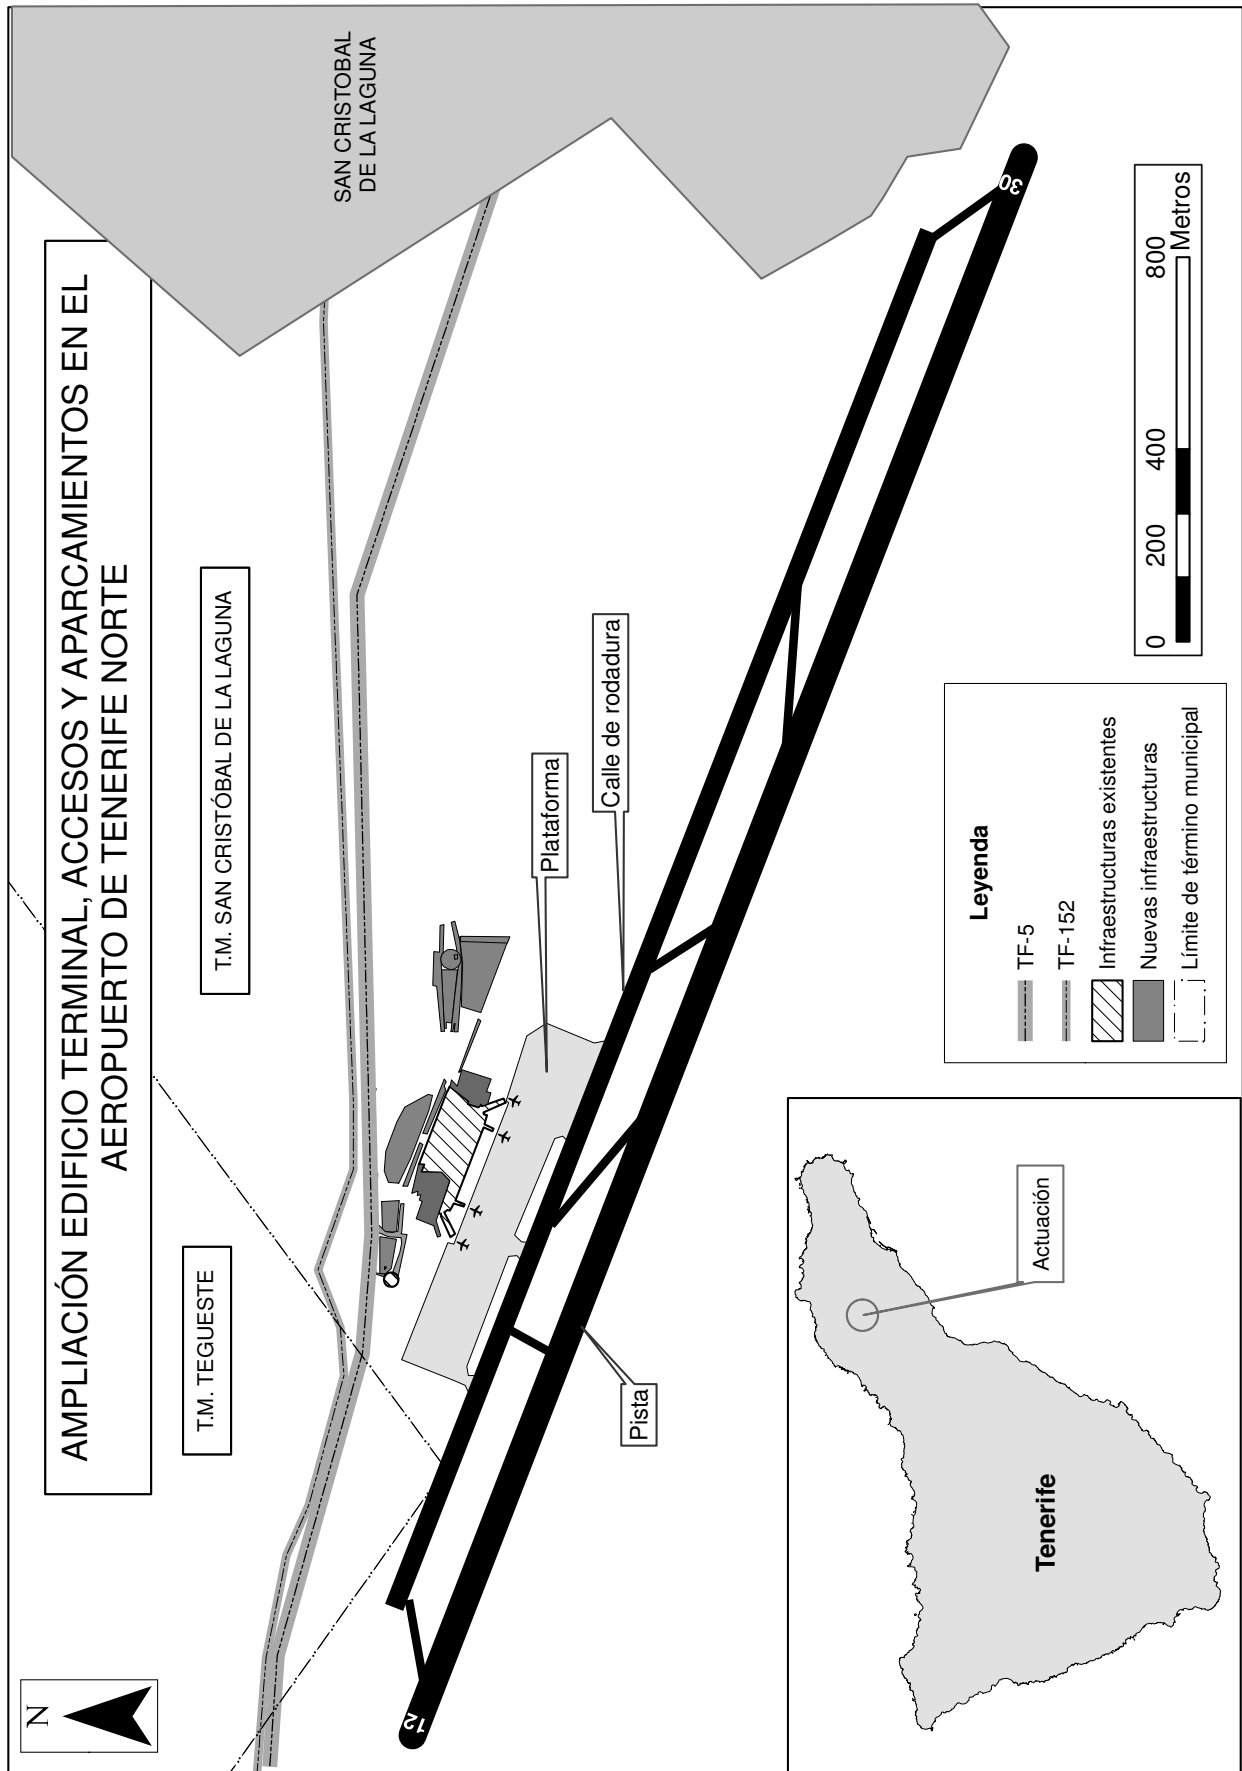 AMPLIACIÓN EDIFICIO TERMINAL, ACCESOS Y APARCAMIENTOS EN EL
AEROPUERTO DE TENERIFE NORTE
N
T.M. TEGUESTE
T.M. SAN CRISTÓBAL DE LA LAGUNA
SAN CRISTOBAL
DE LA LAGUNA
12
30
Plataforma
Calle de rodadura
Pista
Tenerife
Actuación
Leyenda
TF-5
TF-152
Infraestructuras existentes
Nuevas infraestructuras
Límite de término municipal
0 200 400 800
Metros